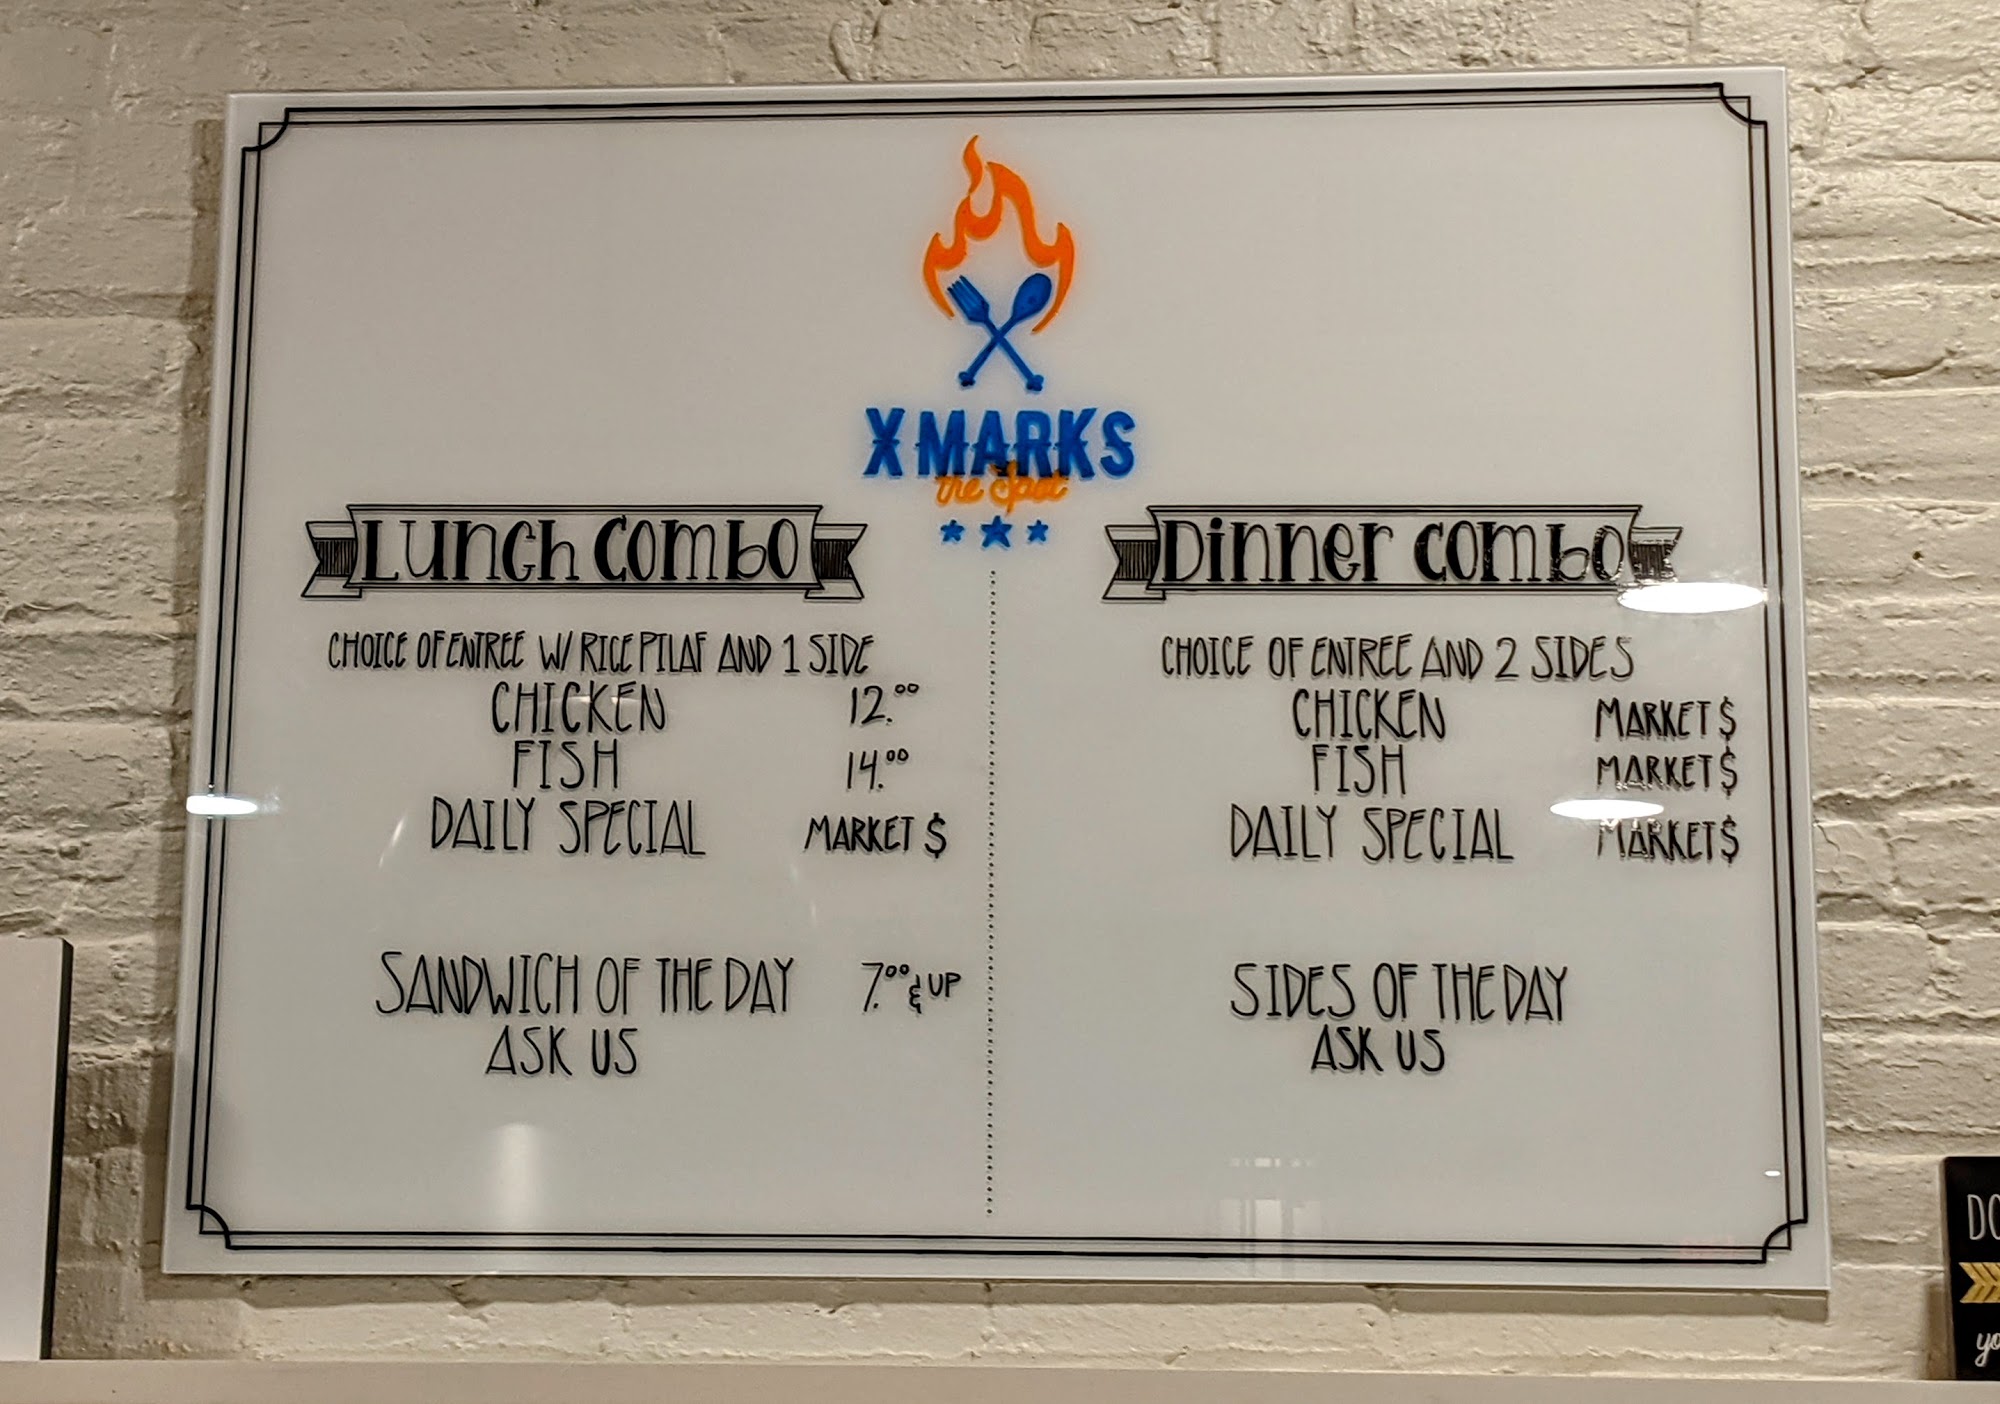 X MARKS
the Spot
LUNCH COMBO
CHOICE OF ENTREE W/ RICE PILAF AND 1 SIDE
CHICKEN 12.00
FISH 14.00
DAILY SPECIAL MARKET $
SANDWICH OF THE DAY 7.00 & UP
ASK US
DINNER COMBO
CHOICE OF ENTREE AND 2 SIDES
CHICKEN MARKET $
FISH MARKET $
DAILY SPECIAL MARKET $
SIDES OF THE DAY
ASK US